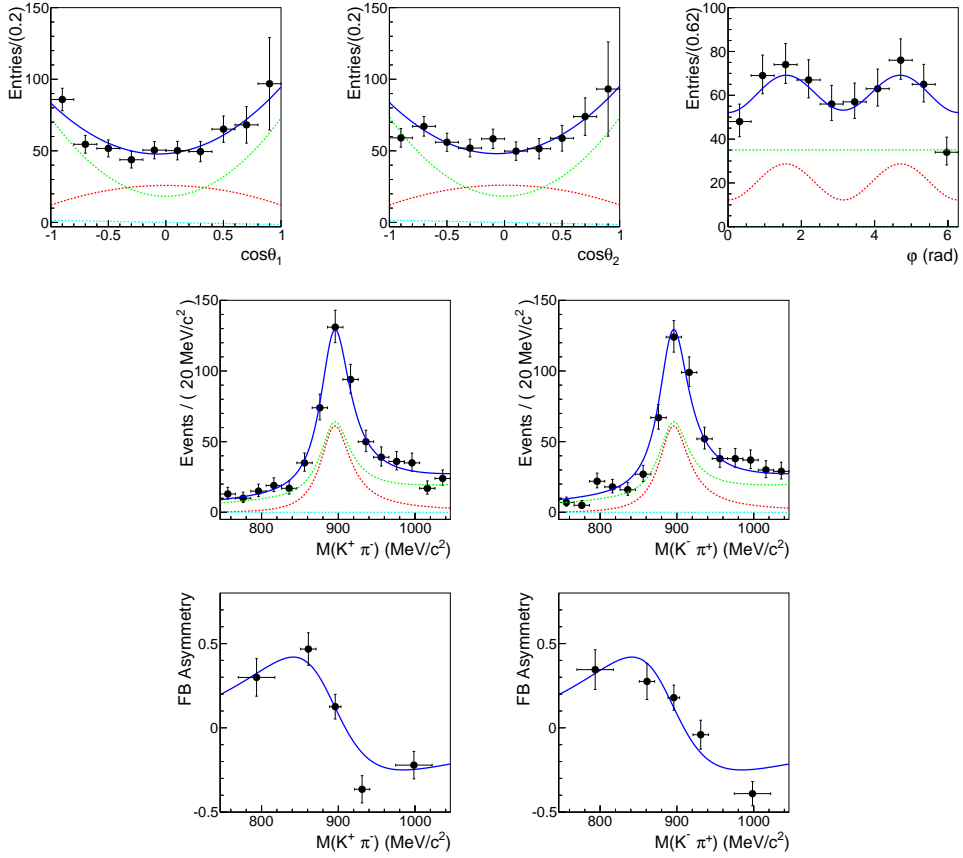 Entries/(0.2)
150
100
50
0
-1 -0.5 0 0.5 1
cosθ1
Entries/(0.2)
150
100
50
0
-1 -0.5 0 0.5 1
cosθ2
Entries/(0.62)
100
80
60
40
20
0
0 2 4 6
φ (rad)
Events / ( 20 MeV/c2 )
150
100
50
0
800 900 1000
M(K+ π-) (MeV/c2)
Events / ( 20 MeV/c2 )
150
100
50
0
800 900 1000
M(K- π+) (MeV/c2)
FB Asymmetry
0.5
0
-0.5
800 900 1000
M(K+ π-) (MeV/c2)
FB Asymmetry
0.5
0
-0.5
800 900 1000
M(K- π+) (MeV/c2)